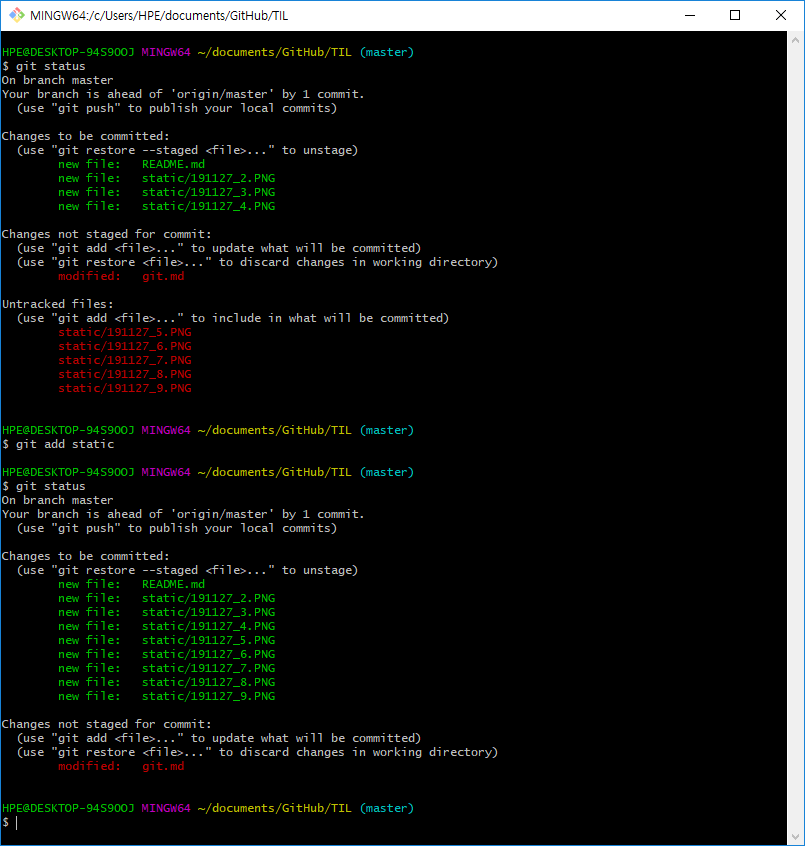 MINGW64:/c/Users/HPE/documents/GitHub/TIL
HPE@DESKTOP-94S9OOJ MINGW64 ~/documents/GitHub/TIL (master)
$ git status
On branch master
Your branch is ahead of 'origin/master' by 1 commit.
  (use "git push" to publish your local commits)

Changes to be committed:
  (use "git restore --staged <file>..." to unstage)
        new file:   README.md
        new file:   static/191127_2.PNG
        new file:   static/191127_3.PNG
        new file:   static/191127_4.PNG

Changes not staged for commit:
  (use "git add <file>..." to update what will be committed)
  (use "git restore <file>..." to discard changes in working directory)
        modified:   git.md

Untracked files:
  (use "git add <file>..." to include in what will be committed)
        static/191127_5.PNG
        static/191127_6.PNG
        static/191127_7.PNG
        static/191127_8.PNG
        static/191127_9.PNG

HPE@DESKTOP-94S9OOJ MINGW64 ~/documents/GitHub/TIL (master)
$ git add static

HPE@DESKTOP-94S9OOJ MINGW64 ~/documents/GitHub/TIL (master)
$ git status
On branch master
Your branch is ahead of 'origin/master' by 1 commit.
  (use "git push" to publish your local commits)

Changes to be committed:
  (use "git restore --staged <file>..." to unstage)
        new file:   README.md
        new file:   static/191127_2.PNG
        new file:   static/191127_3.PNG
        new file:   static/191127_4.PNG
        new file:   static/191127_5.PNG
        new file:   static/191127_6.PNG
        new file:   static/191127_7.PNG
        new file:   static/191127_8.PNG
        new file:   static/191127_9.PNG

Changes not staged for commit:
  (use "git add <file>..." to update what will be committed)
  (use "git restore <file>..." to discard changes in working directory)
        modified:   git.md

HPE@DESKTOP-94S9OOJ MINGW64 ~/documents/GitHub/TIL (master)
$